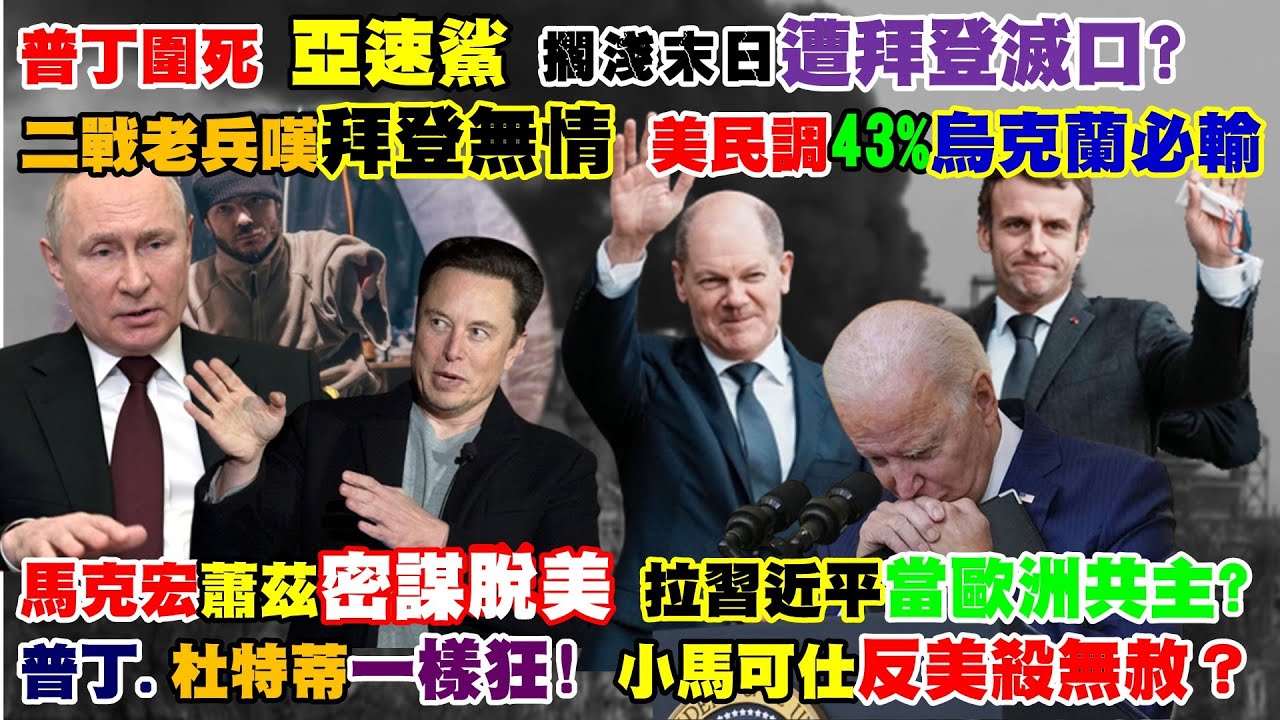 普丁圍死 亞速鯊 擱淺末日遭拜登滅口?
二戰老兵嘆拜登無情 美民調43%烏克蘭必輸
馬克宏蕭茲密謀脫美 拉習近平當歐洲共主?
普丁.杜特蒂一樣狂! 小馬可仕反美殺無赦?